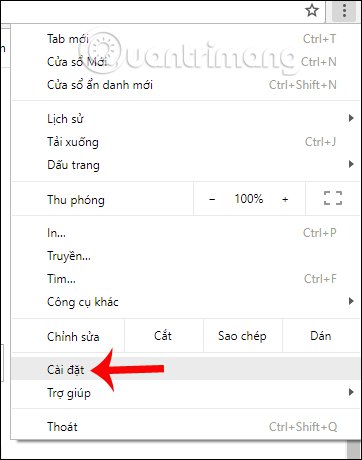 Tab mới Ctrl+T
Cửa sổ Mới Ctrl+N
Cửa sổ ẩn danh mới Ctrl+Shift+N
Quantrimang
Lịch sử
Tải xuống Ctrl+J
Dấu trang
Thu phóng − 100% +
In... Ctrl+P
Truyền...
Tìm... Ctrl+F
Công cụ khác
Chỉnh sửa Cắt Sao chép Dán
Cài đặt
Trợ giúp
Thoát Ctrl+Shift+Q